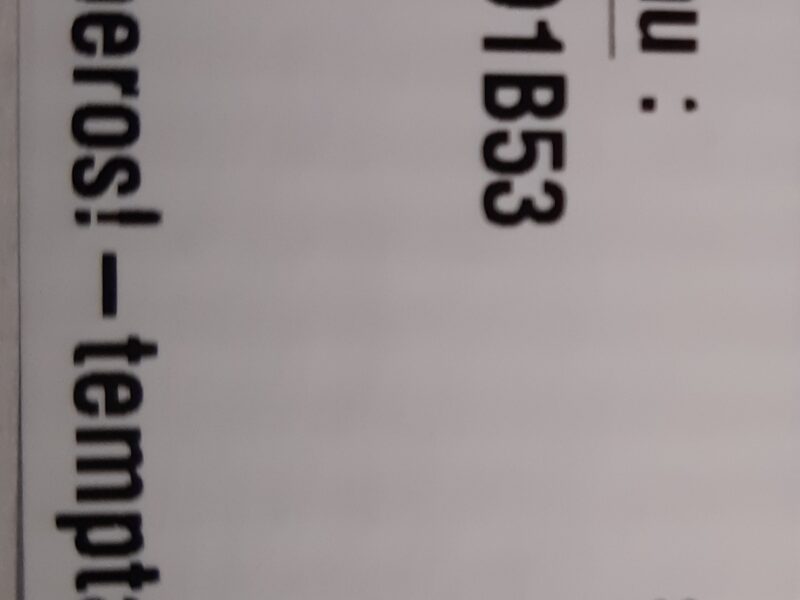 u :
1B53
eros! – tempt